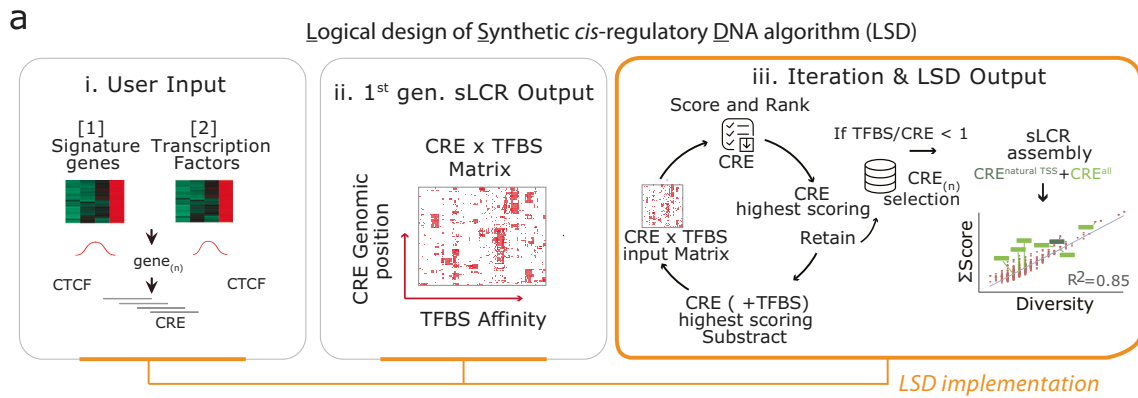 a
Logical design of Synthetic cis-regulatory DNA algorithm (LSD)
i. User Input
[1]
Signature
genes
[2]
Transcription
Factors
CTCF
gene(n)
CTCF
CRE
ii. 1st gen. sLCR Output
CRE x TFBS
Matrix
CRE Genomic
position
TFBS Affinity
iii. Iteration & LSD Output
Score and Rank
CRE
CRE
highest scoring
Retain
CRE ( +TFBS)
highest scoring
Substract
CRE x TFBS
input Matrix
If TFBS/CRE < 1
CRE(n)
selection
sLCR
assembly
CREnatural TSS+CREall
ΣScore
R2=0.85
Diversity
LSD implementation